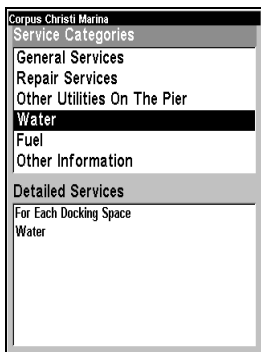 Corpus Christi Marina
Service Categories
General Services
Repair Services
Other Utilities On The Pier
Water
Fuel
Other Information
Detailed Services
For Each Docking Space
Water